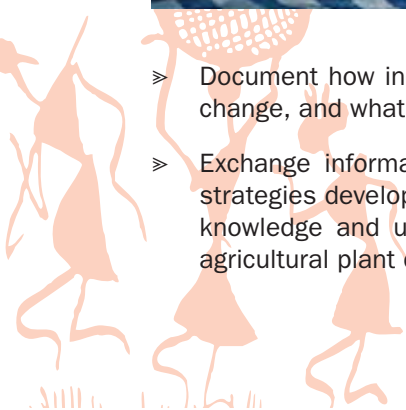 ⪢ Document how in
change, and what
⪢ Exchange informa
strategies develop
knowledge and u
agricultural plant